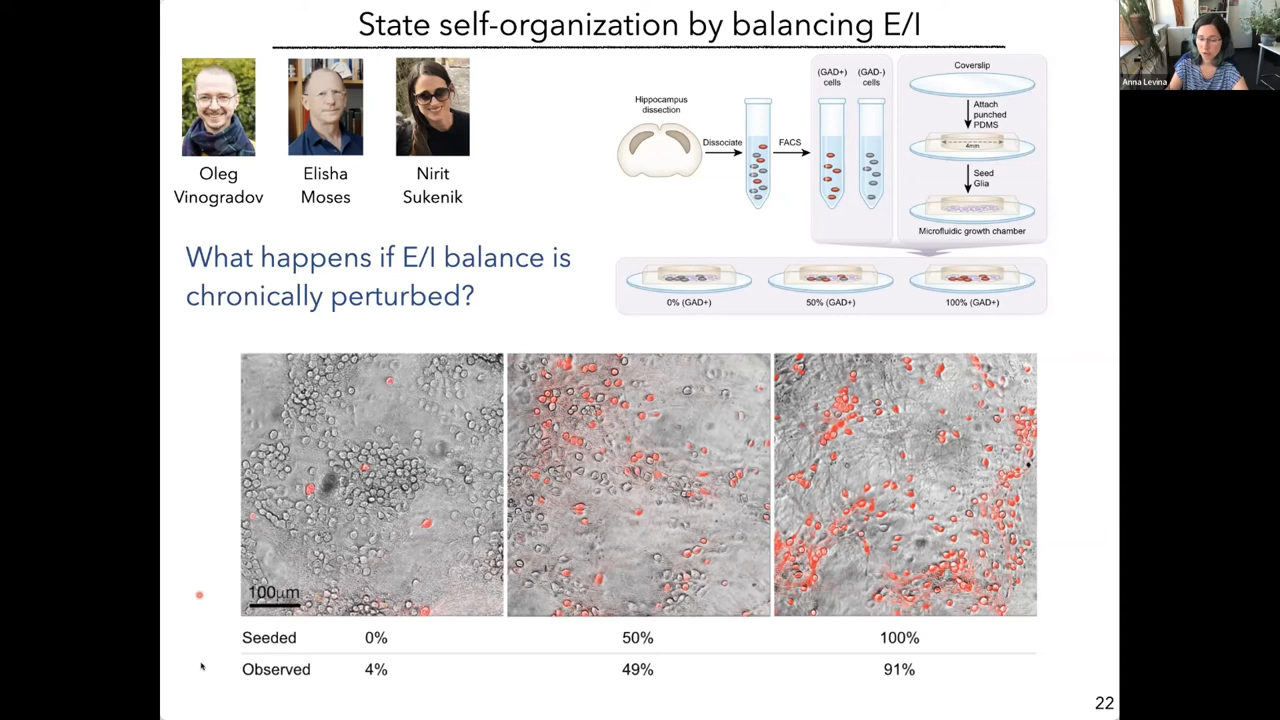 State self-organization by balancing E/I
Anna Levina
Oleg
Vinogradov
Elisha
Moses
Nirit
Sukenik
What happens if E/I balance is
chronically perturbed?
Hippocampus
dissection
Dissociate
FACS
(GAD+)
cells
(GAD-)
cells
Coverslip
Attach
punched
PDMS
4mm
Seed
Glia
Microfluidic growth chamber
0% (GAD+)
50% (GAD+)
100% (GAD+)
100µm
Seeded 0% 50% 100%
Observed 4% 49% 91%
22